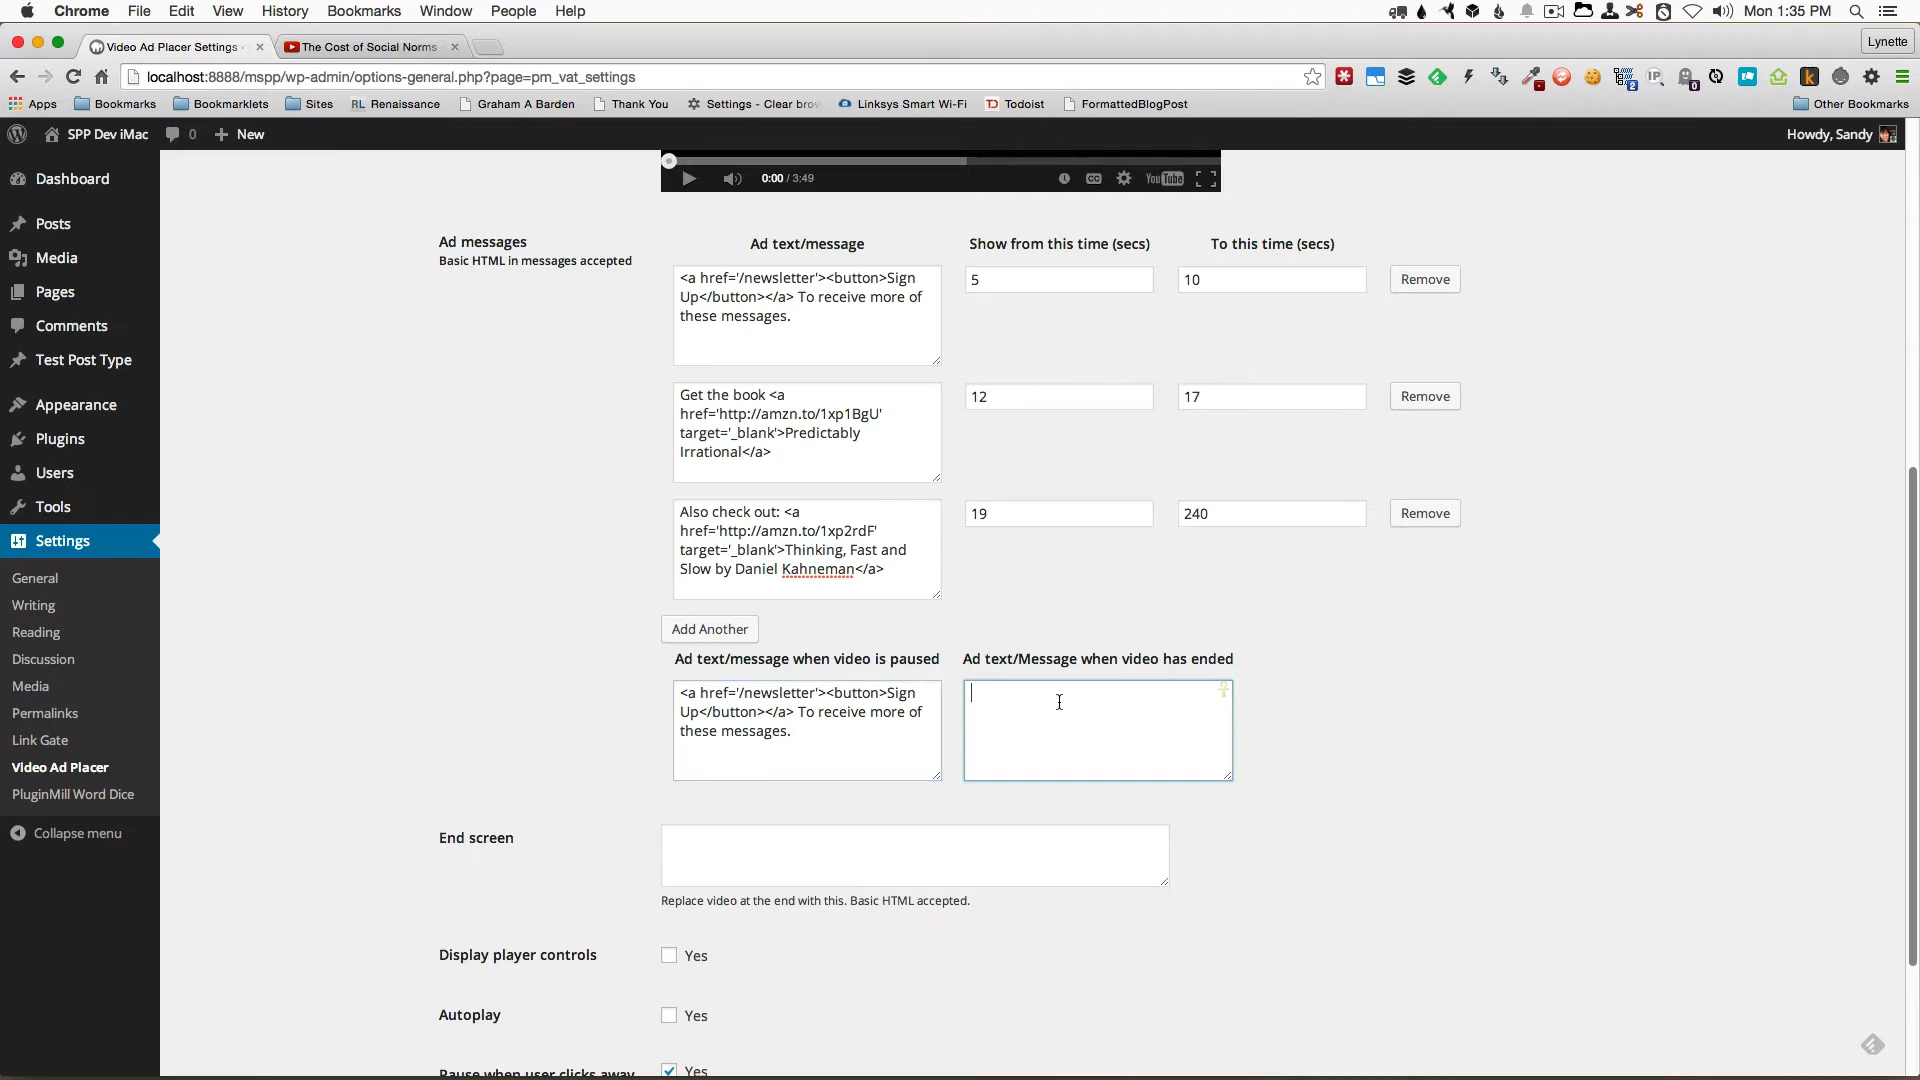 Chrome File Edit View History Bookmarks Window People Help Mon 1:35 PM
Video Ad Placer Settings
The Cost of Social Norms
Lynette
localhost:8888/mspp/wp-admin/options-general.php?page=pm_vat_settings
Apps Bookmarks Bookmarklets Sites RL Renaissance Graham A Barden Thank You Settings - Clear brow Linksys Smart Wi-Fi TD Todoist FormattedBlogPost Other Bookmarks
SPP Dev iMac 0 New Howdy, Sandy
Dashboard
Posts
Media
Pages
Comments
Test Post Type
Appearance
Plugins
Users
Tools
Settings
General
Writing
Reading
Discussion
Media
Permalinks
Link Gate
Video Ad Placer
PluginMill Word Dice
Collapse menu
0:00 / 3:49 CC YouTube
Ad messages
Basic HTML in messages accepted
Ad text/message Show from this time (secs) To this time (secs)
<a href='/newsletter'><button>Sign
Up</button></a> To receive more of
these messages.
5 10 Remove
Get the book <a
href='http://amzn.to/1xp1BgU'
target='_blank'>Predictably
Irrational</a>
12 17 Remove
Also check out: <a
href='http://amzn.to/1xp2rdF'
target='_blank'>Thinking, Fast and
Slow by Daniel Kahneman</a>
19 240 Remove
Add Another
Ad text/message when video is paused Ad text/Message when video has ended
<a href='/newsletter'><button>Sign
Up</button></a> To receive more of
these messages.
End screen
Replace video at the end with this. Basic HTML accepted.
Display player controls Yes
Autoplay Yes
Pause when user clicks away Yes